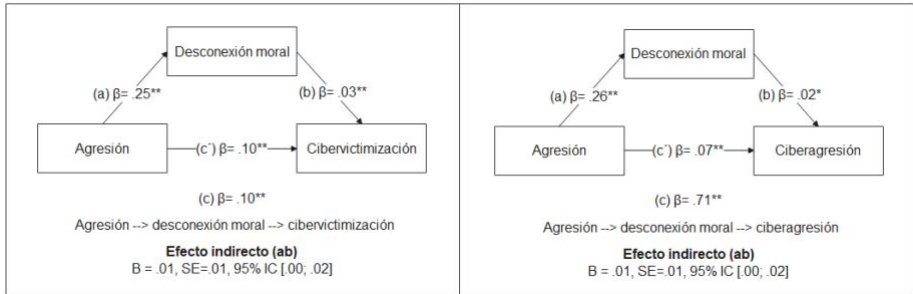 Desconexión moral
(a) β= .25**
(b) β= .03**
Agresión
(c´) β= .10**
Cibervictimización
(c) β= .10**
Agresión --> desconexión moral --> cibervictimización
Efecto indirecto (ab)
B = .01, SE=.01, 95% IC [.00; .02]
Desconexión moral
(a) β= .26**
(b) β= .02*
Agresión
(c´) β= .07**
Ciberagresión
(c) β= .71**
Agresión --> desconexión moral --> ciberagresión
Efecto indirecto (ab)
B = .01, SE=.01, 95% IC [.00; .02]